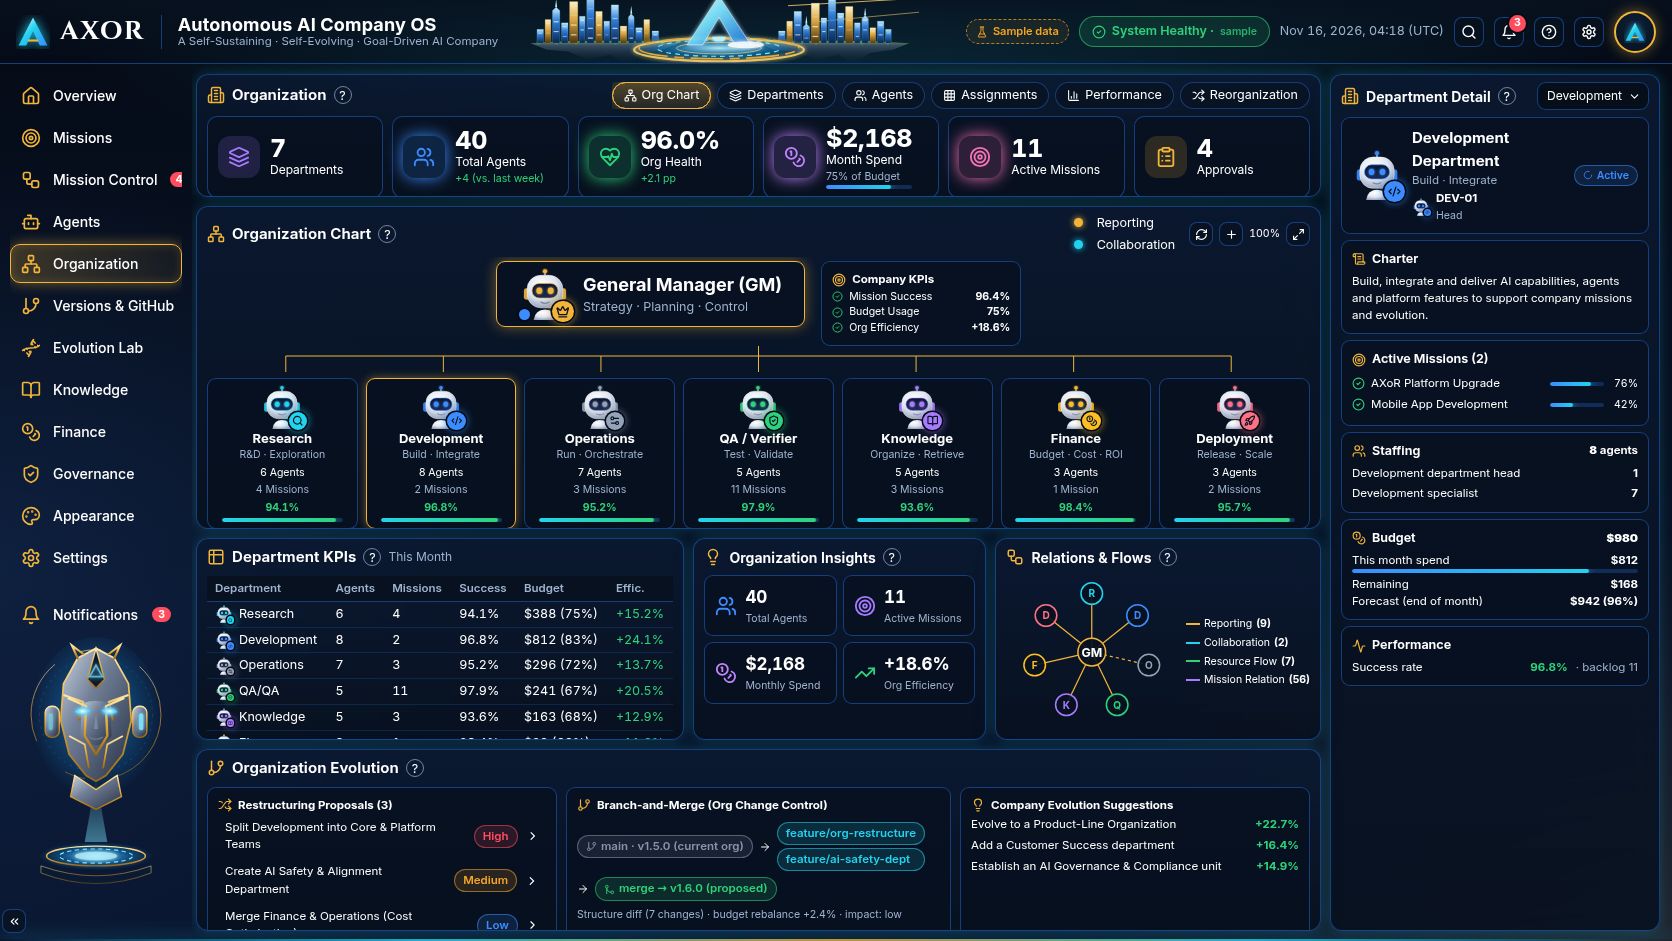 AXOR
Autonomous AI Company OS
A Self-Sustaining · Self-Evolving · Goal-Driven AI Company
Sample data
System Healthy · sample
Nov 16, 2026, 04:18 (UTC)
3
Overview
Missions
Mission Control 4
Agents
Organization
Versions & GitHub
Evolution Lab
Knowledge
Finance
Governance
Appearance
Settings
Notifications 3
«
Organization ?
Org Chart
Departments
Agents
Assignments
Performance
Reorganization
7
Departments
40
Total Agents
+4 (vs. last week)
96.0%
Org Health
+2.1 pp
$2,168
Month Spend
75% of Budget
11
Active Missions
4
Approvals
Organization Chart ?
Reporting
Collaboration
100%
General Manager (GM)
Strategy · Planning · Control
Company KPIs
Mission Success 96.4%
Budget Usage 75%
Org Efficiency +18.6%
Research
R&D · Exploration
6 Agents
4 Missions
94.1%
Development
Build · Integrate
8 Agents
2 Missions
96.8%
Operations
Run · Orchestrate
7 Agents
3 Missions
95.2%
QA / Verifier
Test · Validate
5 Agents
11 Missions
97.9%
Knowledge
Organize · Retrieve
5 Agents
3 Missions
93.6%
Finance
Budget · Cost · ROI
3 Agents
1 Mission
98.4%
Deployment
Release · Scale
3 Agents
2 Missions
95.7%
Department KPIs ? This Month
Department Agents Missions Success Budget Effic.
Research 6 4 94.1% $388 (75%) +15.2%
Development 8 2 96.8% $812 (83%) +24.1%
Operations 7 3 95.2% $296 (72%) +13.7%
QA/QA 5 11 97.9% $241 (67%) +20.5%
Knowledge 5 3 93.6% $163 (68%) +12.9%
Organization Insights ?
40
Total Agents
11
Active Missions
$2,168
Monthly Spend
+18.6%
Org Efficiency
Relations & Flows ?
R
D
D
F
GM
O
K
Q
Reporting (9)
Collaboration (2)
Resource Flow (7)
Mission Relation (56)
Organization Evolution ?
Restructuring Proposals (3)
Split Development into Core & Platform
Teams
High
Create AI Safety & Alignment
Department
Medium
Merge Finance & Operations (Cost
Low
Branch-and-Merge (Org Change Control)
main · v1.5.0 (current org)
→
feature/org-restructure
feature/ai-safety-dept
→
merge → v1.6.0 (proposed)
Structure diff (7 changes) · budget rebalance +2.4% · impact: low
Company Evolution Suggestions
Evolve to a Product-Line Organization +22.7%
Add a Customer Success department +16.4%
Establish an AI Governance & Compliance unit +14.9%
Department Detail ?
Development
Development
Department
Build · Integrate
DEV-01
Head
Active
Charter
Build, integrate and deliver AI capabilities, agents
and platform features to support company missions
and evolution.
Active Missions (2)
AXoR Platform Upgrade 76%
Mobile App Development 42%
Staffing 8 agents
Development department head 1
Development specialist 7
Budget $980
This month spend $812
Remaining $168
Forecast (end of month) $942 (96%)
Performance
Success rate 96.8% · backlog 11